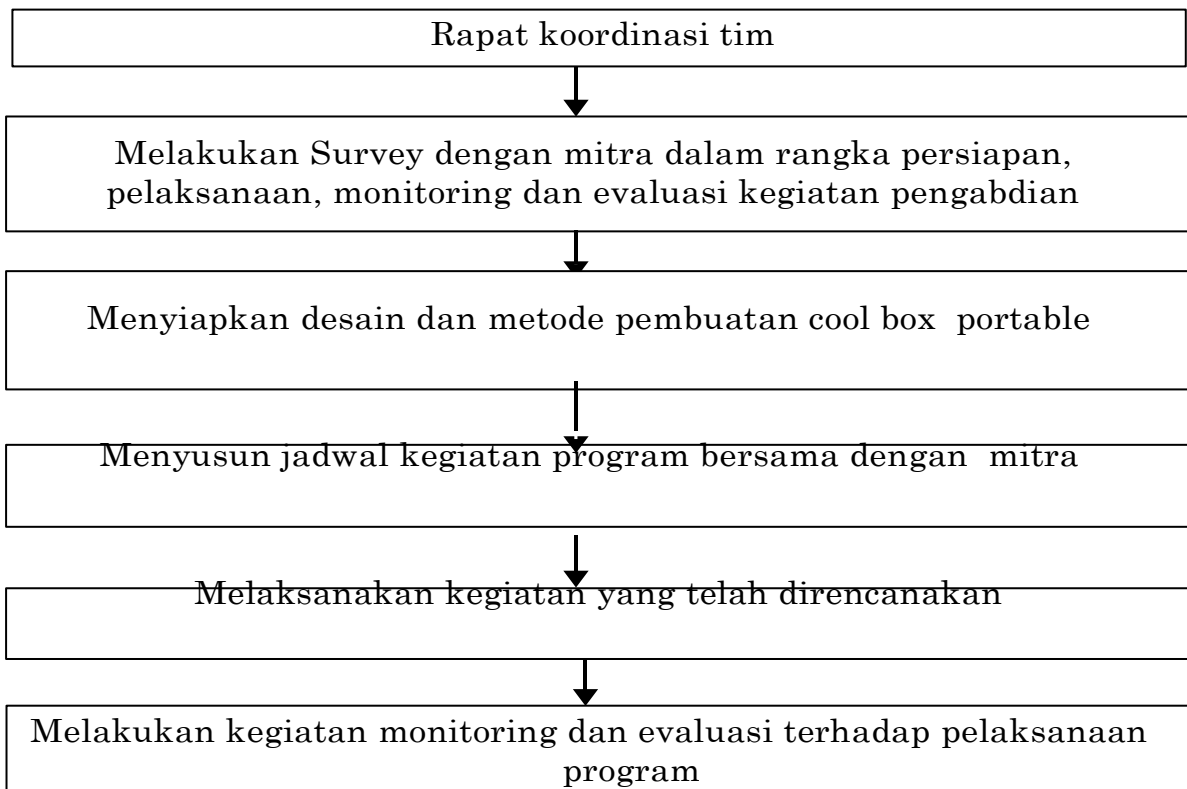 Rapat koordinasi tim
Melakukan Survey dengan mitra dalam rangka persiapan,
pelaksanaan, monitoring dan evaluasi kegiatan pengabdian
Menyiapkan desain dan metode pembuatan cool box  portable
Menyusun jadwal kegiatan program bersama dengan  mitra
Melaksanakan kegiatan yang telah direncanakan
Melakukan kegiatan monitoring dan evaluasi terhadap pelaksanaan
program